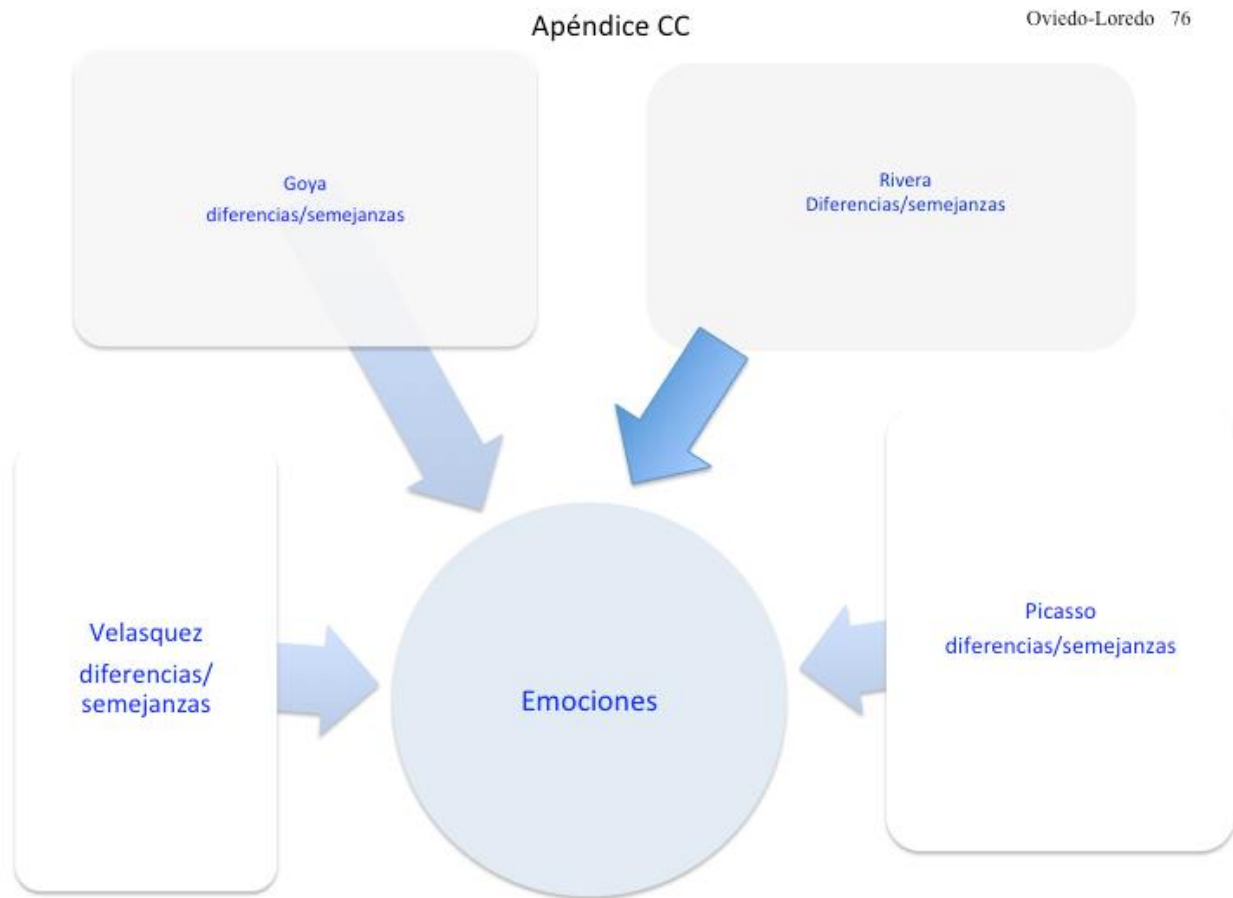 Apéndice CC
Oviedo-Loredo 76
Goya
diferencias/semejanzas
Rivera
Diferencias/semejanzas
Velasquez
diferencias/
semejanzas
Picasso
diferencias/semejanzas
Emociones